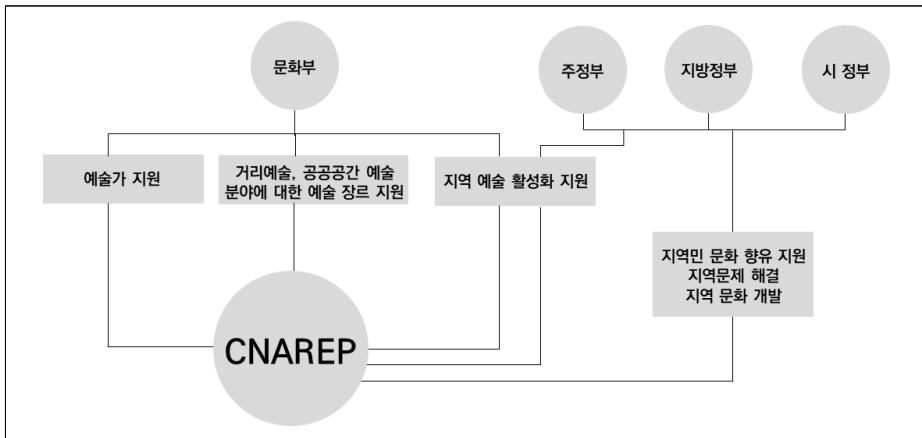 문화부
주정부
지방정부
시 정부
예술가 지원
거리예술, 공공공간 예술
분야에 대한 예술 장르 지원
지역 예술 활성화 지원
지역민 문화 향유 지원
지역문제 해결
지역 문화 개발
CNAREP